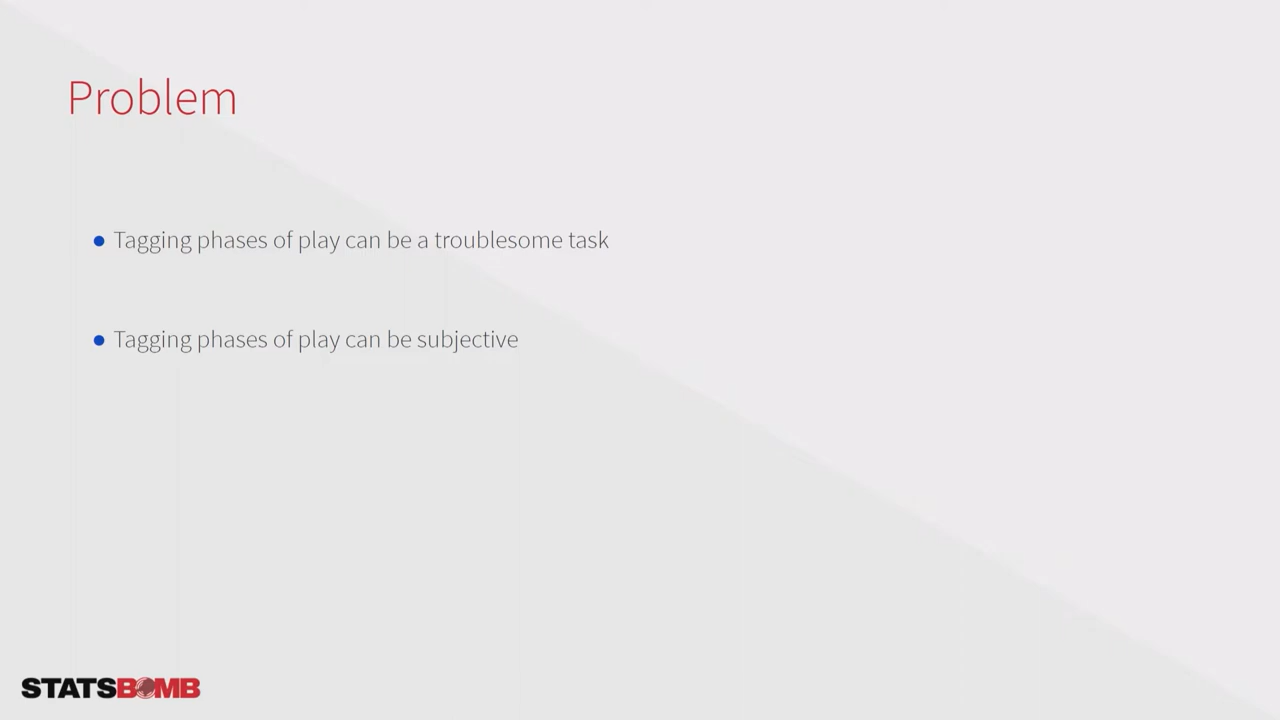 Problem
● Tagging phases of play can be a troublesome task
● Tagging phases of play can be subjective
STATSBOMB